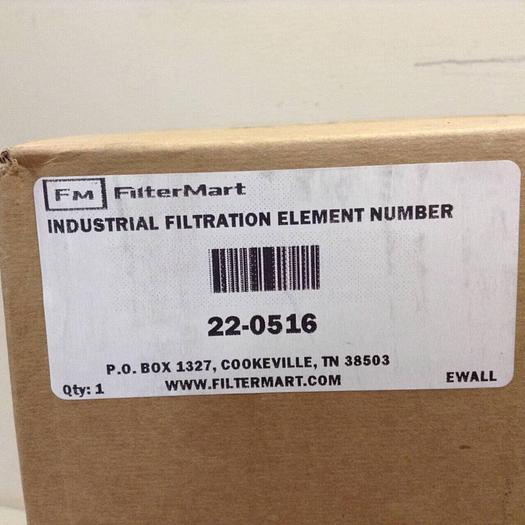 FM FilterMart
INDUSTRIAL FILTRATION ELEMENT NUMBER
22-0516
P.O. BOX 1327, COOKEVILLE, TN 38503
Qty: 1 WWW.FILTERMART.COM EWALL